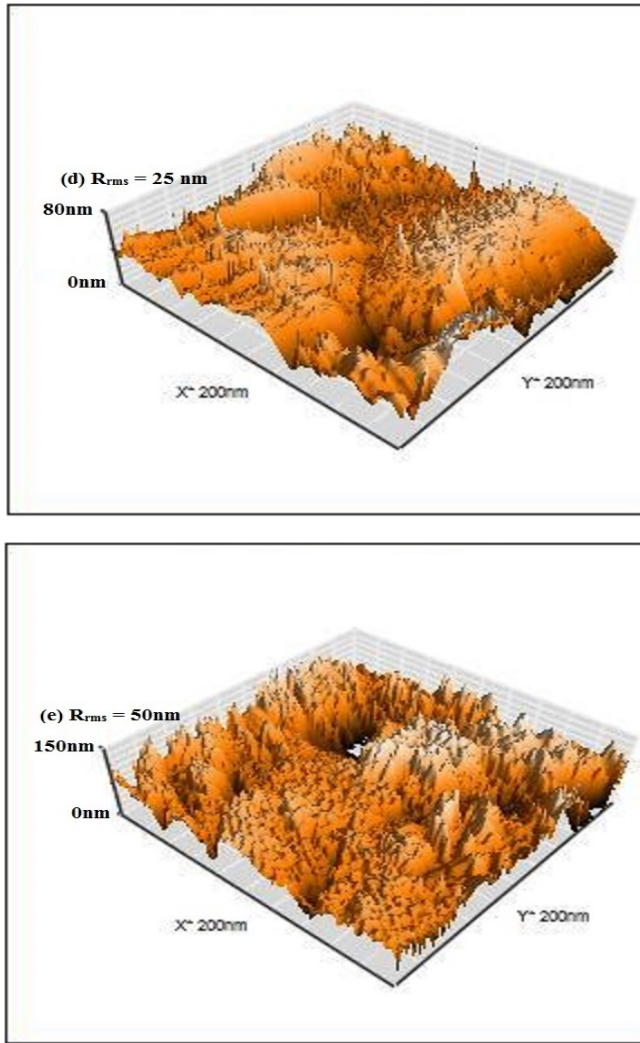 (d) Rrms = 25 nm
80nm
0nm
X* 200nm
Y* 200nm
(e) Rrms = 50nm
150nm
0nm
X* 200nm
Y* 200nm